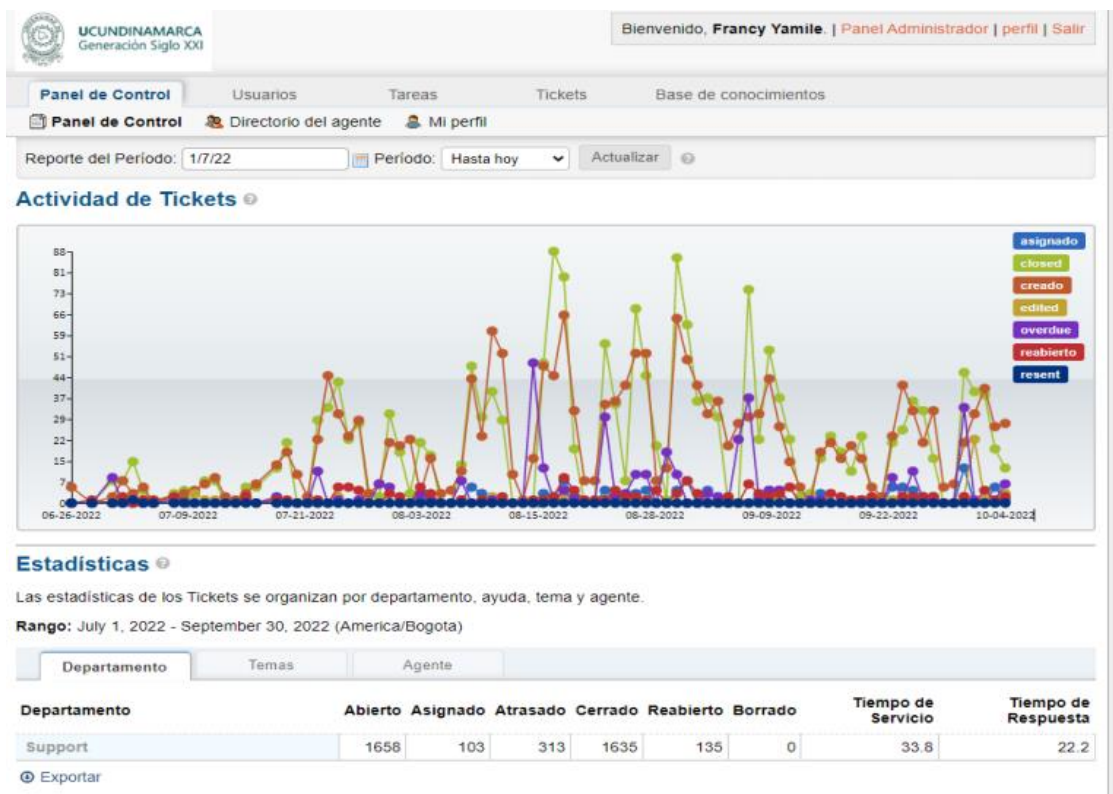 UCUNDINAMARCA
Generación Siglo XXI
Bienvenido, Francy Yamile. | Panel Administrador | perfil | Salir
Panel de Control Usuarios Tareas Tickets Base de conocimientos
Panel de Control Directorio del agente Mi perfil
Reporte del Período: 1/7/22 Período: Hasta hoy Actualizar
Actividad de Tickets
88
81
73
66
59
51
44
37
29
22
15
7
0
06-26-2022 07-09-2022 07-21-2022 08-03-2022 08-15-2022 08-28-2022 09-09-2022 09-22-2022 10-04-2022
asignado
closed
creado
edited
overdue
reabierto
resent
Estadísticas
Las estadísticas de los Tickets se organizan por departamento, ayuda, tema y agente.
Rango: July 1, 2022 - September 30, 2022 (America/Bogota)
Departamento Temas Agente
Departamento Abierto Asignado Atrasado Cerrado Reabierto Borrado Tiempo de Servicio Tiempo de Respuesta
Support 1658 103 313 1635 135 0 33.8 22.2
Exportar